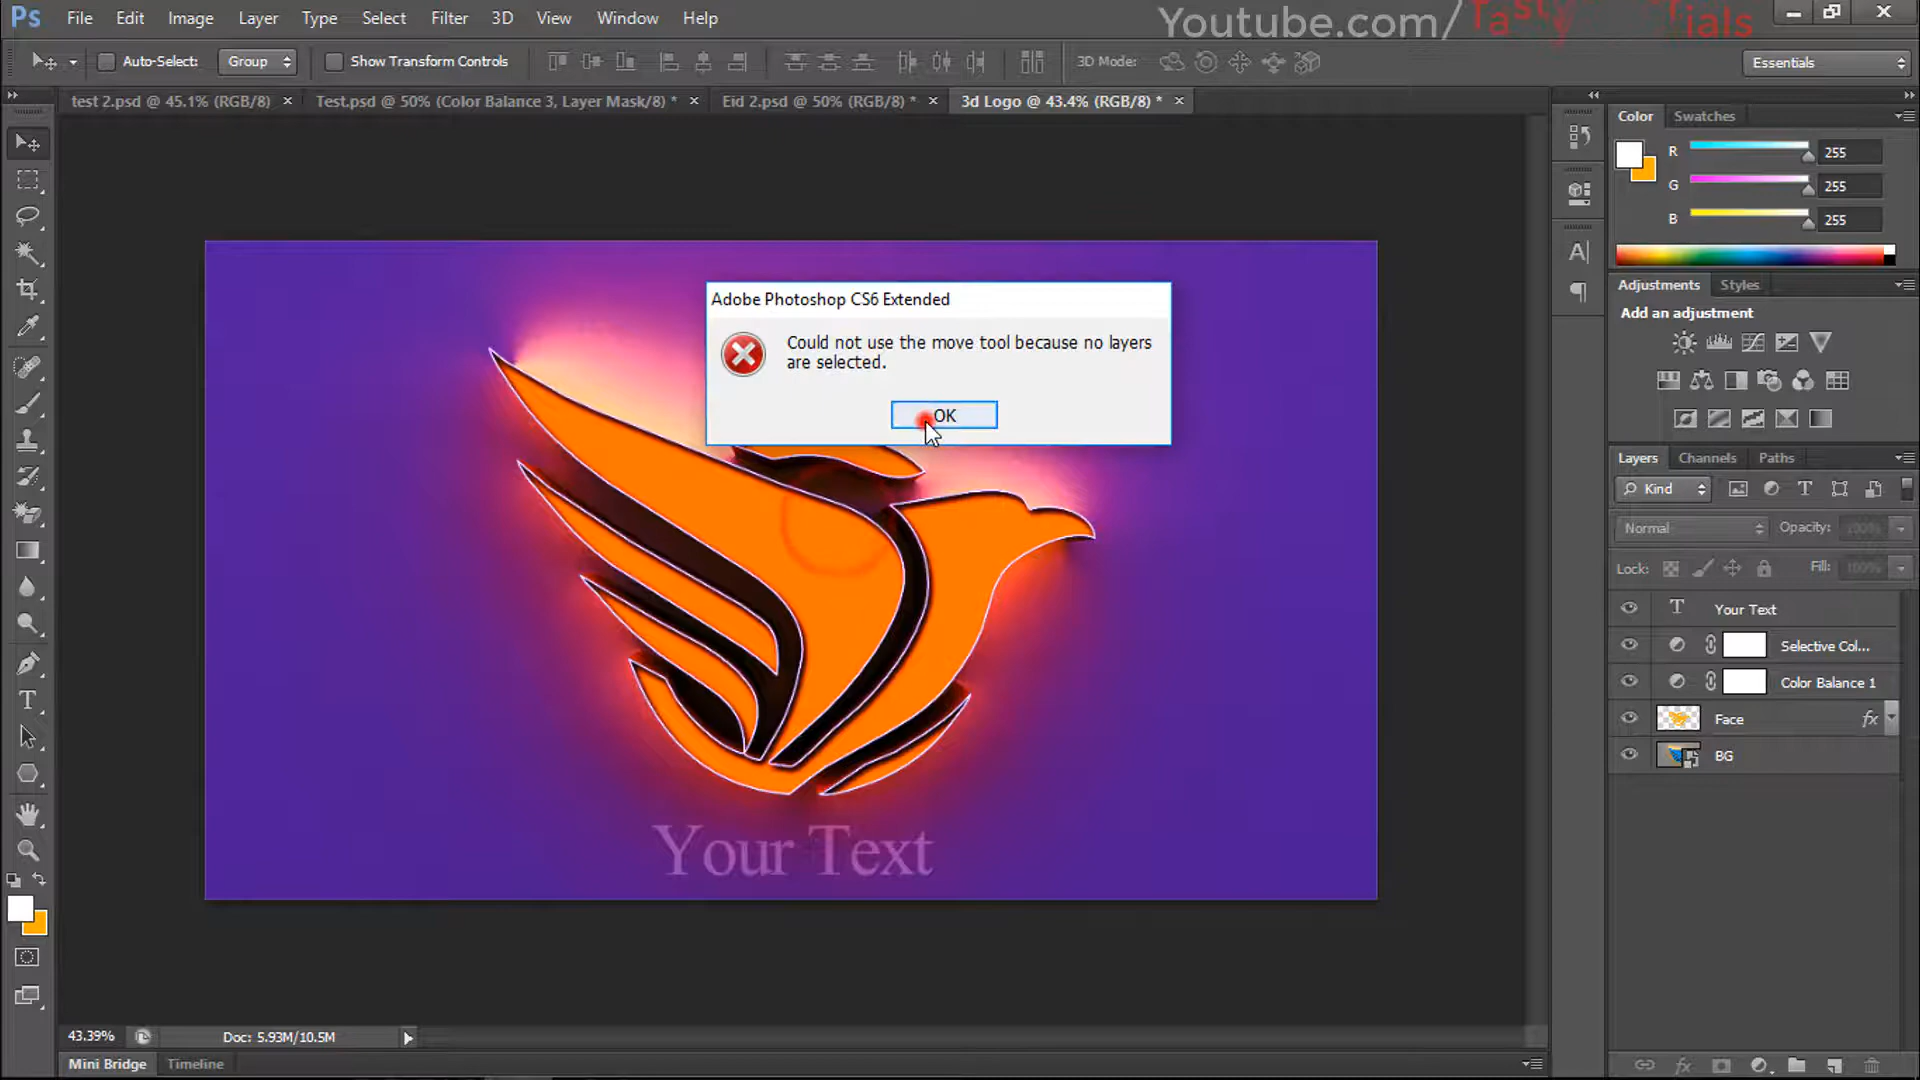 Ps File Edit Image Layer Type Select Filter 3D View Window Help
Youtube.com/
Auto-Select: Group Show Transform Controls 3D Mode: Essentials
test 2.psd @ 45.1% (RGB/8) × Test.psd @ 50% (Color Balance 3, Layer Mask/8) * × Eid 2.psd @ 50% (RGB/8) * × 3d Logo @ 43.4% (RGB/8) * ×
Color Swatches
R 255
G 255
B 255
Adjustments Styles
Add an adjustment
Adobe Photoshop CS6 Extended
Could not use the move tool because no layers
are selected.
OK
Layers Channels Paths
Kind
Normal Opacity: 100%
Lock: Fill: 100%
Your Text
Selective Col...
Color Balance 1
Face fx
BG
Your Text
43.39% Doc: 5.93M/10.5M
Mini Bridge Timeline